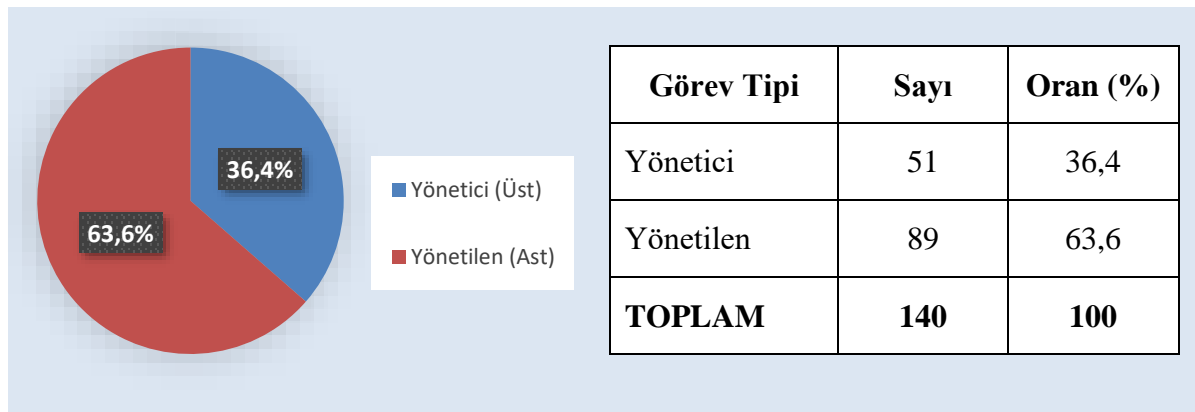 36,4%
63,6%
Yönetici (Üst)
Yönetilen (Ast)
Görev Tipi Sayı Oran (%)
Yönetici 51 36,4
Yönetilen 89 63,6
TOPLAM 140 100